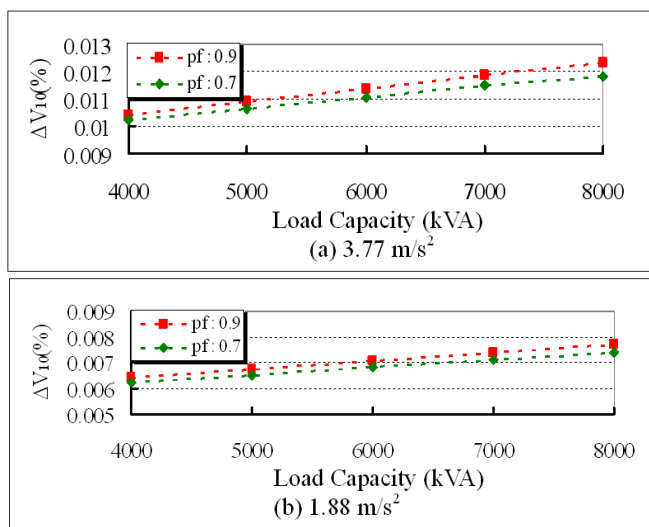 0.013
0.012
0.011
0.01
0.009
ΔV10(%)
pf : 0.9
pf : 0.7
4000 5000 6000 7000 8000
Load Capacity (kVA)
(a) 3.77 m/s²
0.009
0.008
0.007
0.006
0.005
ΔV10(%)
pf : 0.9
pf : 0.7
4000 5000 6000 7000 8000
Load Capacity (kVA)
(b) 1.88 m/s²